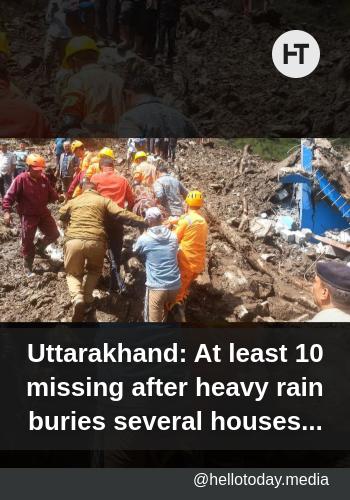 HT
Uttarakhand: At least 10
missing after heavy rain
buries several houses...
@hellotoday.media